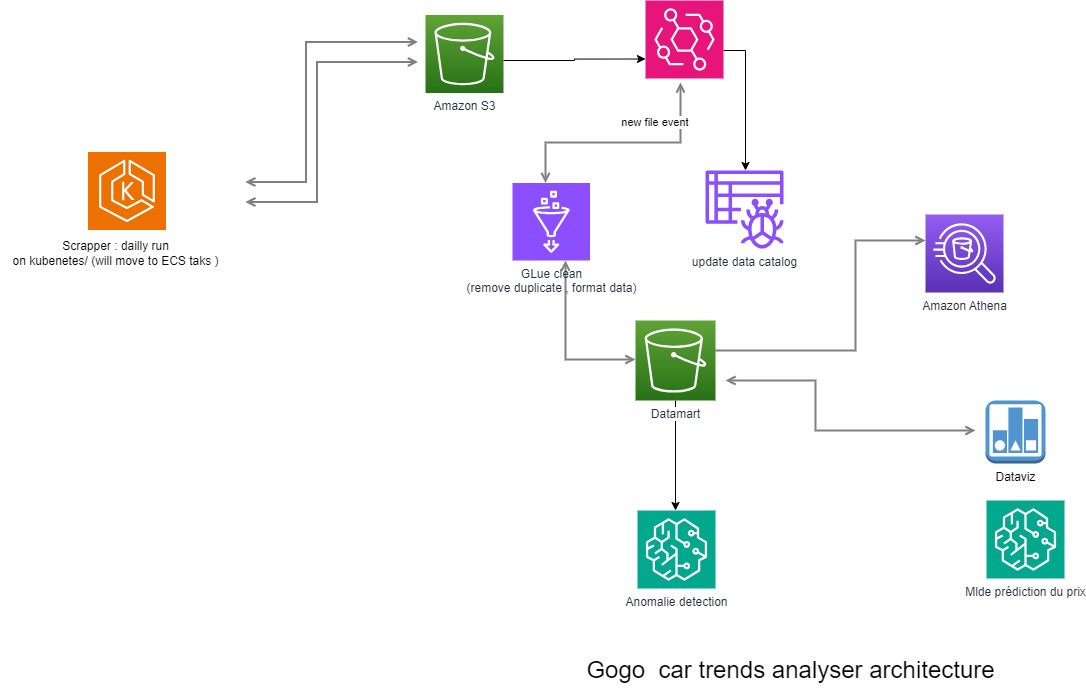 Amazon S3
new file event
Scrapper : dailly run
on kubenetes/ (will move to ECS taks )
K
GLue clean
(remove duplicate , format data)
update data catalog
Amazon Athena
Datamart
Dataviz
Anomalie detection
Mlde prédiction du prix
Gogo car trends analyser architecture